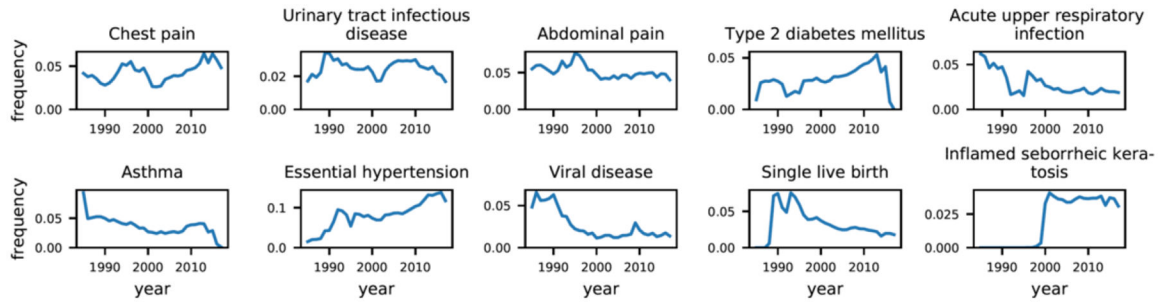 Chest pain
Urinary tract infectious
disease
Abdominal pain
Type 2 diabetes mellitus
Acute upper respiratory
infection
frequency
0.05
0.00
1990 2000 2010
0.02
0.00
1990 2000 2010
0.05
0.00
1990 2000 2010
0.05
0.00
1990 2000 2010
0.05
0.00
1990 2000 2010
Asthma
Essential hypertension
Viral disease
Single live birth
Inflamed seborrheic kera-
tosis
frequency
0.05
0.00
1990 2000 2010
year
0.1
0.0
1990 2000 2010
year
0.05
0.00
1990 2000 2010
year
0.05
0.00
1990 2000 2010
year
0.025
0.000
1990 2000 2010
year